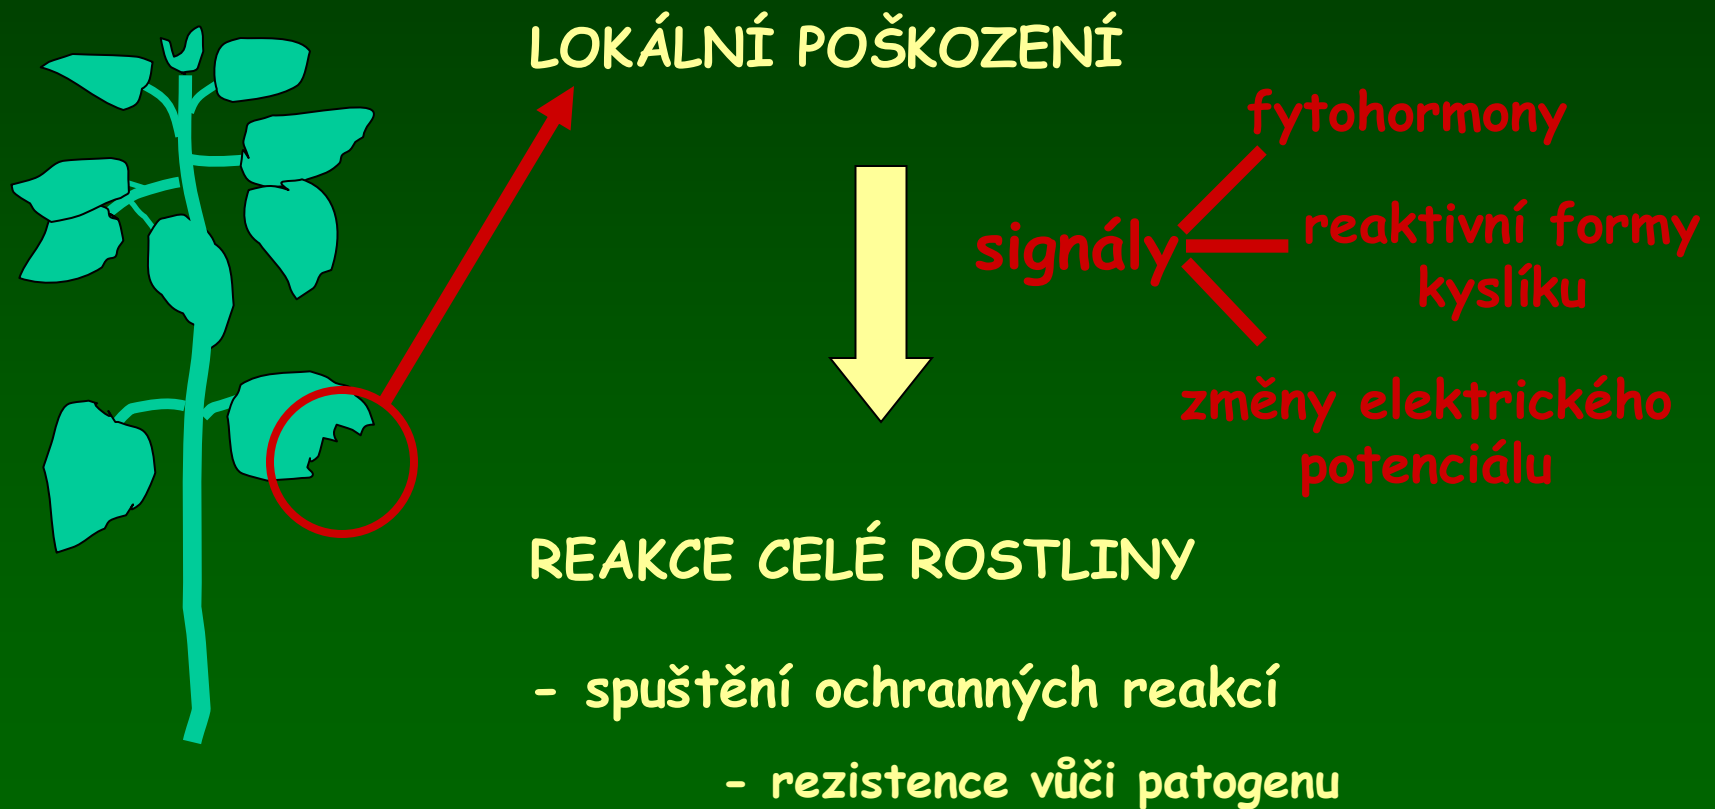 LOKÁLNÍ POŠKOZENÍ
fytohormony
signály
reaktivní formy
kyslíku
změny elektrického
potenciálu
REAKCE CELÉ ROSTLINY
- spuštění ochranných reakcí
- rezistence vůči patogenu